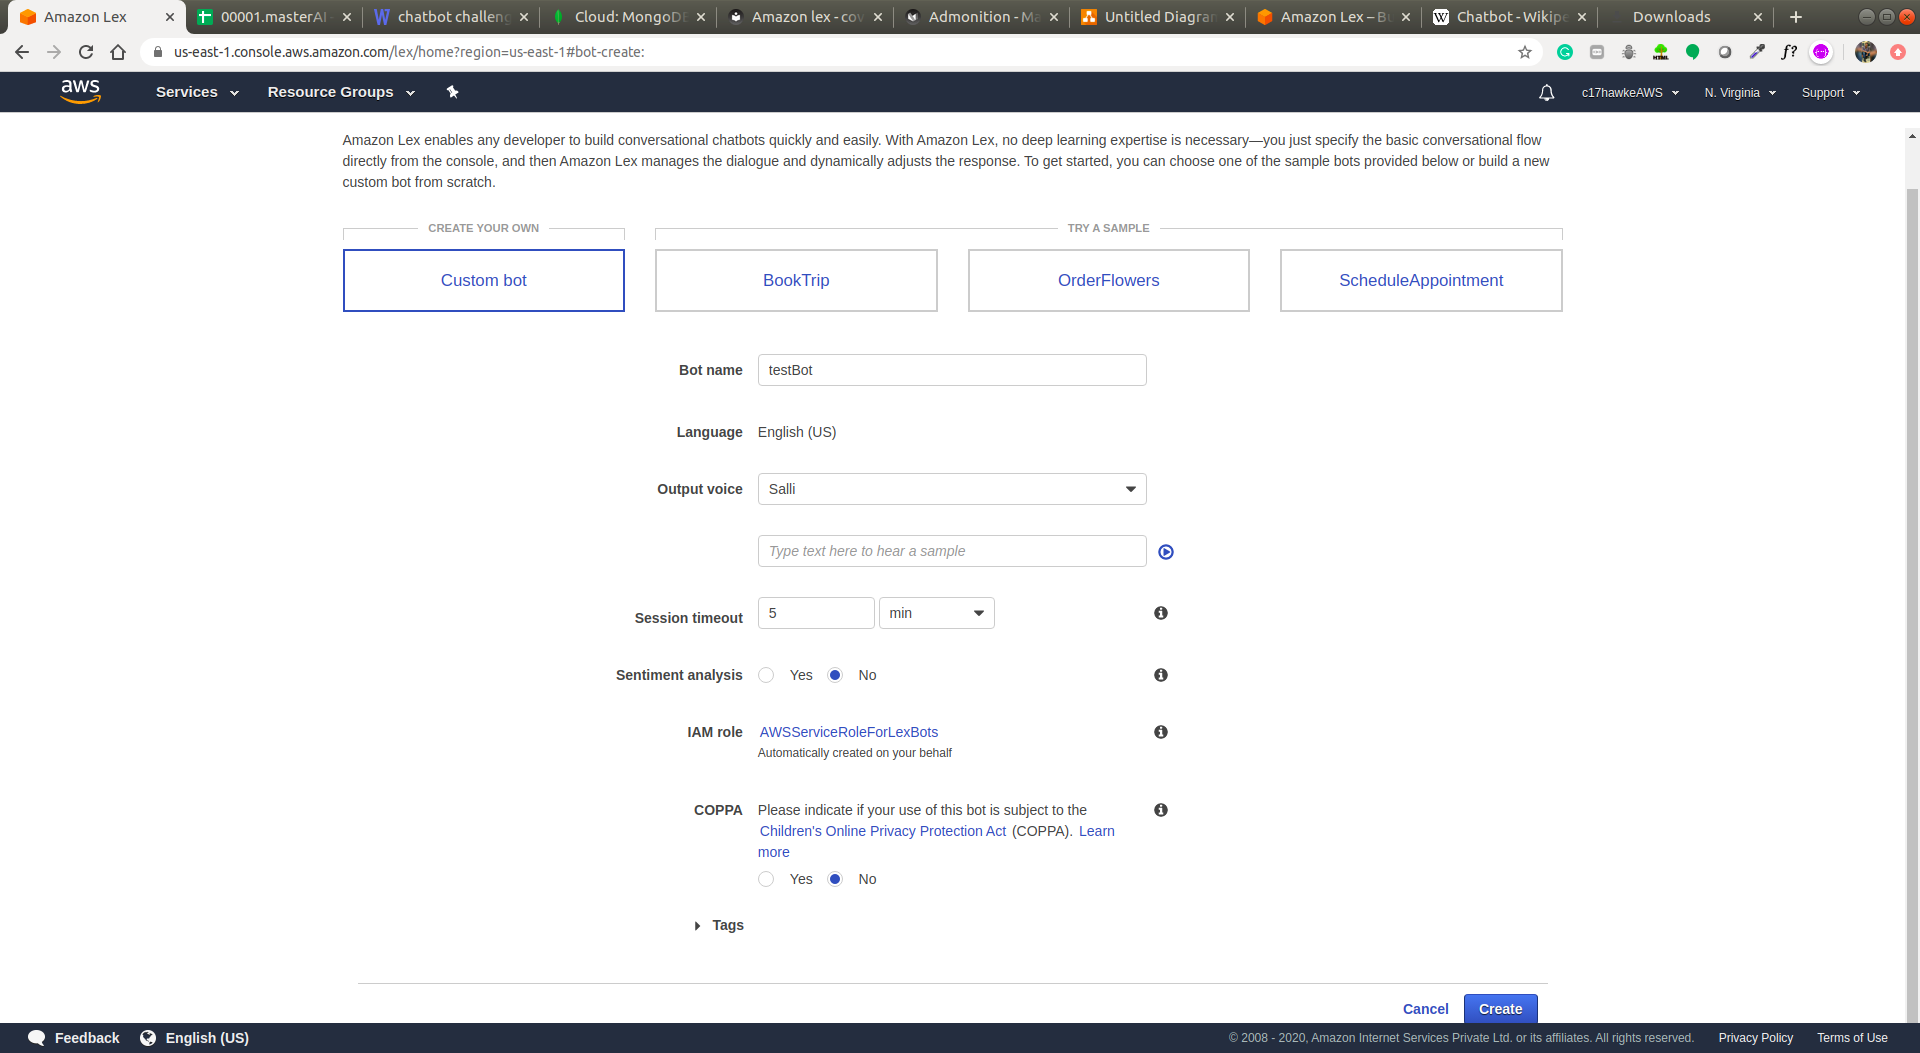 Amazon Lex
00001.masterAI
chatbot challeng
Cloud: MongoDB
Amazon lex - cov
Admonition - Ma
Untitled Diagram
Amazon Lex – Bu
Chatbot - Wikipe
Downloads
us-east-1.console.aws.amazon.com/lex/home?region=us-east-1#bot-create:
HTML
f?
aws
Services
Resource Groups
c17hawkeAWS
N. Virginia
Support
Amazon Lex enables any developer to build conversational chatbots quickly and easily. With Amazon Lex, no deep learning expertise is necessary—you just specify the basic conversational flow
directly from the console, and then Amazon Lex manages the dialogue and dynamically adjusts the response. To get started, you can choose one of the sample bots provided below or build a new
custom bot from scratch.
CREATE YOUR OWN
TRY A SAMPLE
Custom bot
BookTrip
OrderFlowers
ScheduleAppointment
Bot name
testBot
Language
English (US)
Output voice
Salli
Type text here to hear a sample
Session timeout
5
min
Sentiment analysis
Yes
No
IAM role
AWSServiceRoleForLexBots
Automatically created on your behalf
COPPA
Please indicate if your use of this bot is subject to the
Children's Online Privacy Protection Act (COPPA). Learn
more
Yes
No
Tags
Cancel
Create
Feedback
English (US)
© 2008 - 2020, Amazon Internet Services Private Ltd. or its affiliates. All rights reserved.
Privacy Policy
Terms of Use